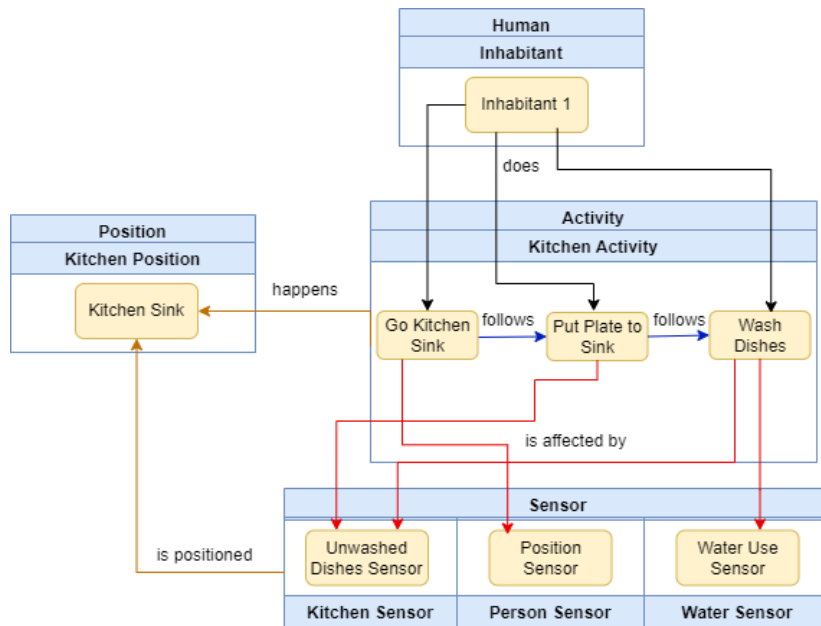 Human
Inhabitant
Inhabitant 1
does
Position
Kitchen Position
Kitchen Sink
happens
Activity
Kitchen Activity
Go Kitchen
Sink
follows
Put Plate to
Sink
follows
Wash
Dishes
is affected by
is positioned
Sensor
Unwashed
Dishes Sensor
Position
Sensor
Water Use
Sensor
Kitchen Sensor
Person Sensor
Water Sensor